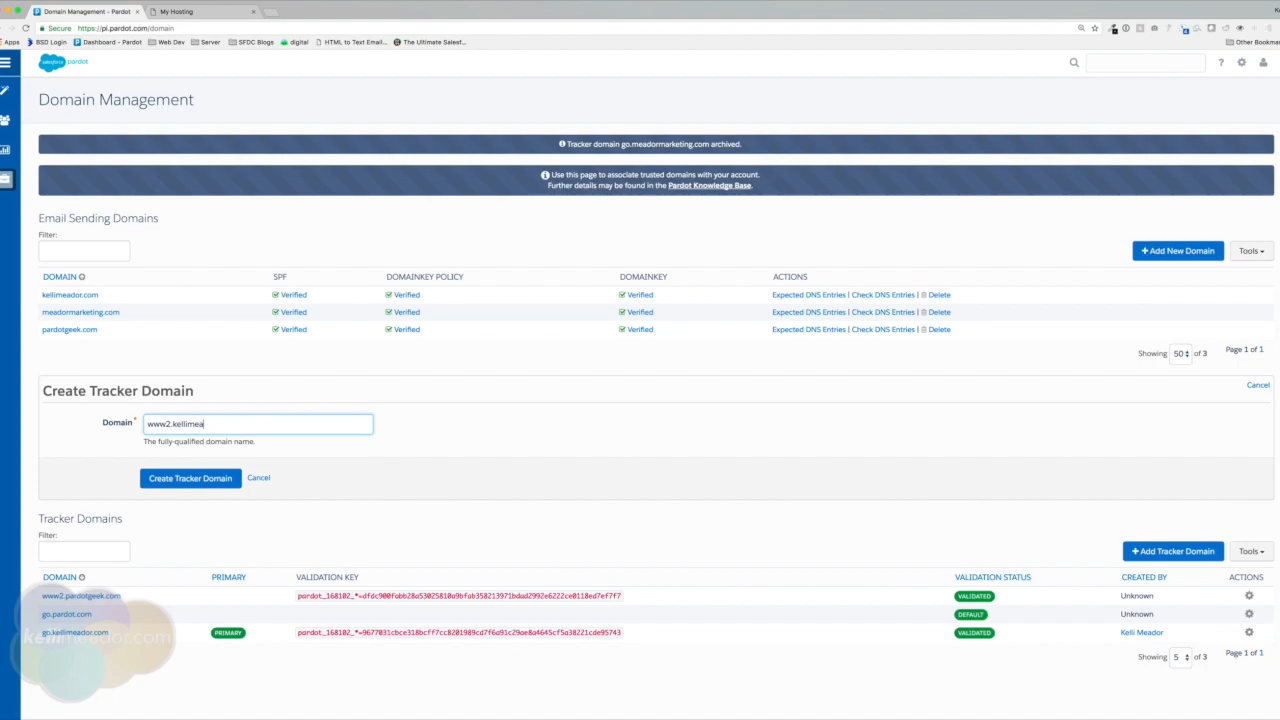 Domain Management - Pardot
My Hosting
Secure https://pi.pardot.com/domain
Apps BSD Login Dashboard - Pardot Web Dev Server SFDC Blogs digital HTML to Text Email... The Ultimate Salesf... Other Bookmar
salesforce pardot
Domain Management
Tracker domain go.meadormarketing.com archived.
Use this page to associate trusted domains with your account.
Further details may be found in the Pardot Knowledge Base.
Email Sending Domains
Filter:
+ Add New Domain Tools
DOMAIN SPF DOMAINKEY POLICY DOMAINKEY ACTIONS
kellimeador.com Verified Verified Verified Expected DNS Entries | Check DNS Entries | Delete
meadormarketing.com Verified Verified Verified Expected DNS Entries | Check DNS Entries | Delete
pardotgeek.com Verified Verified Verified Expected DNS Entries | Check DNS Entries | Delete
Showing 50 of 3 Page 1 of 1
Create Tracker Domain Cancel
Domain * www2.kellimea
The fully-qualified domain name.
Create Tracker Domain Cancel
Tracker Domains
Filter:
+ Add Tracker Domain Tools
DOMAIN PRIMARY VALIDATION KEY VALIDATION STATUS CREATED BY ACTIONS
www2.pardotgeek.com pardot_168102_*=dfdc900fabb28a53025810a9bfab358213971bdad2992e6222ce0118ed7ef7f7 VALIDATED Unknown
go.pardot.com DEFAULT Unknown
go.kellimeador.com PRIMARY pardot_168102_*=9677031cbce318bcff7cc8201989cd7f6a91c29ae8a4645cf5a38221cde95743 VALIDATED Kelli Meador
kellimeador.com
Showing 5 of 3 Page 1 of 1